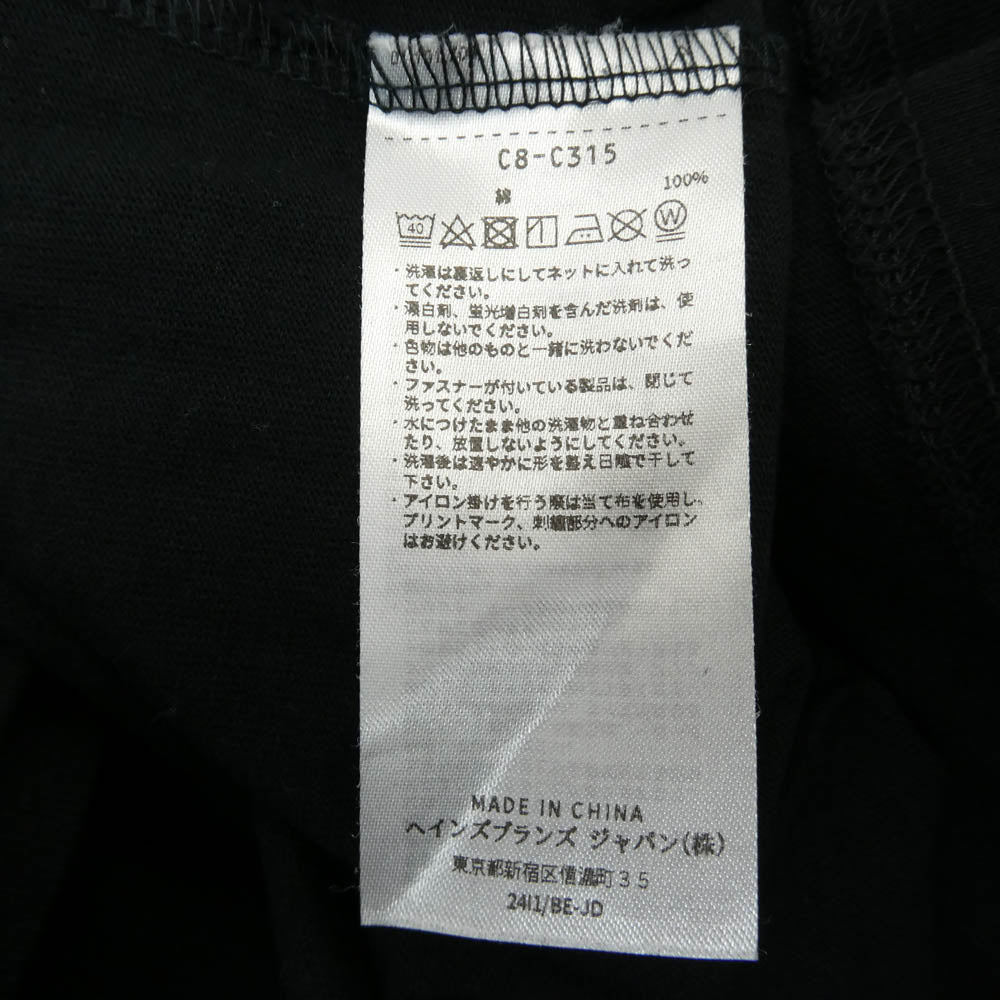 C8-C315
綿 100%
40
W
・洗濯は裏返しにしてネットに入れて洗っ
てください。
・漂白剤、蛍光増白剤を含んだ洗剤は、使
用しないでください。
・色物は他のものと一緒に洗わないでくだ
さい。
・ファスナーが付いている製品は、閉じて
洗ってください。
・水につけたまま他の洗濯物と重ね合わせ
たり、放置しないようにしてください。
・洗濯後は速やかに形を整え日陰で干して
下さい。
・アイロン掛けを行う際は当て布を使用し、
プリントマーク、刺繍部分へのアイロン
はお避けください。
MADE IN CHINA
ヘインズブランズ ジャパン(株)
東京都新宿区信濃町35
24I1/BE-JD